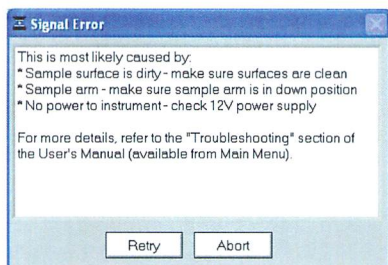 Signal Error
This is most likely caused by:
* Sample surface is dirty - make sure surfaces are clean
* Sample arm - make sure sample arm is in down position
* No power to instrument - check 12V power supply
For more details, refer to the "Troubleshooting" section of
the User's Manual (available from Main Menu).
Retry Abort